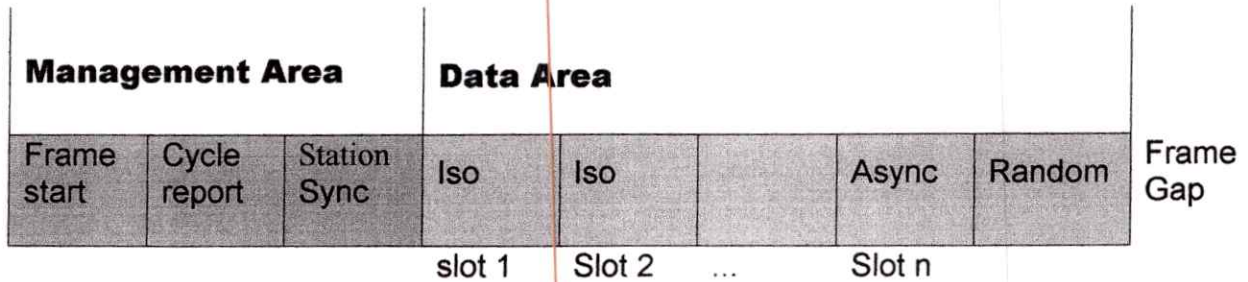 Management Area
Data Area
Frame start
Cycle report
Station Sync
Iso
Iso
Async
Random
Frame Gap
slot 1
Slot 2
...
Slot n